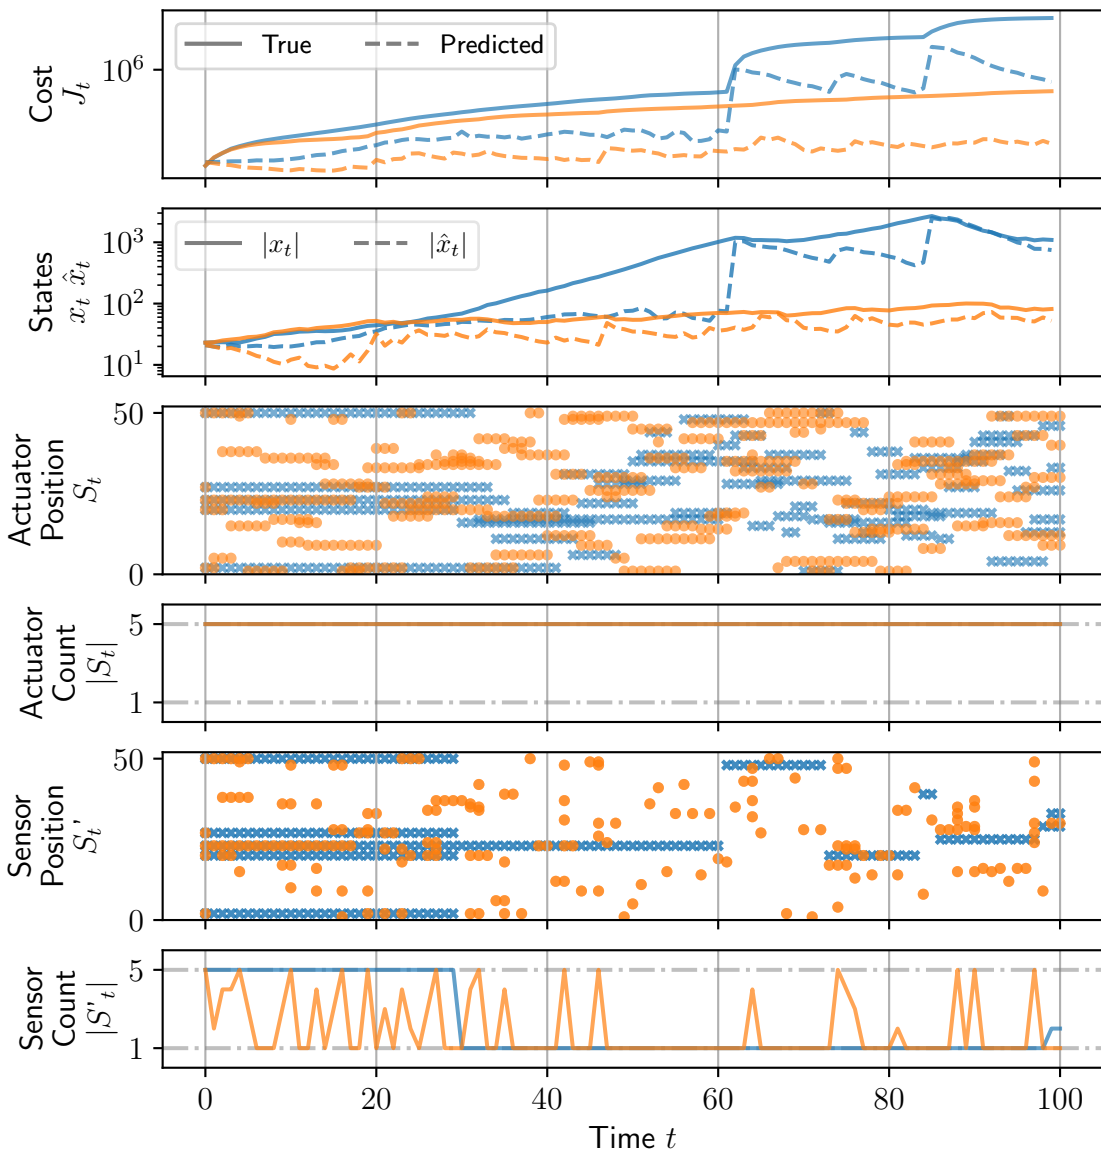 Cost
J_t
10^6
True
Predicted
States
x_t x̂_t
10^3
10^2
10^1
|x_t|
|x̂_t|
Actuator
Position
S_t
50
0
Actuator
Count
|S_t|
5
1
Sensor
Position
S_t'
50
0
Sensor
Count
|S'_t|
5
1
0 20 40 60 80 100
Time t